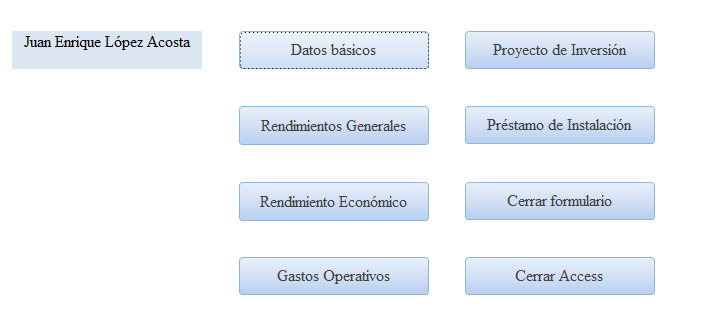 Juan Enrique López Acosta
Datos básicos
Proyecto de Inversión
Rendimientos Generales
Préstamo de Instalación
Rendimiento Económico
Cerrar formulario
Gastos Operativos
Cerrar Access